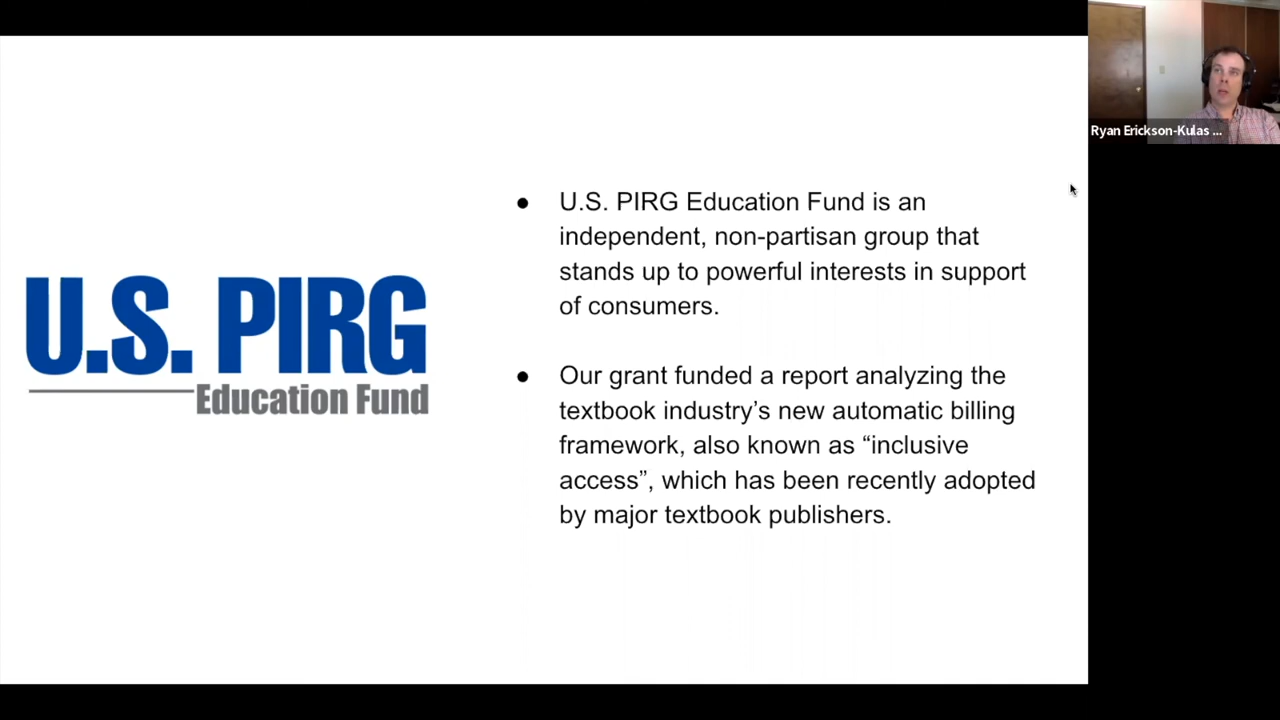 U.S. PIRG
Education Fund
● U.S. PIRG Education Fund is an
independent, non-partisan group that
stands up to powerful interests in support
of consumers.
● Our grant funded a report analyzing the
textbook industry’s new automatic billing
framework, also known as “inclusive
access”, which has been recently adopted
by major textbook publishers.
Ryan Erickson-Kulas ...